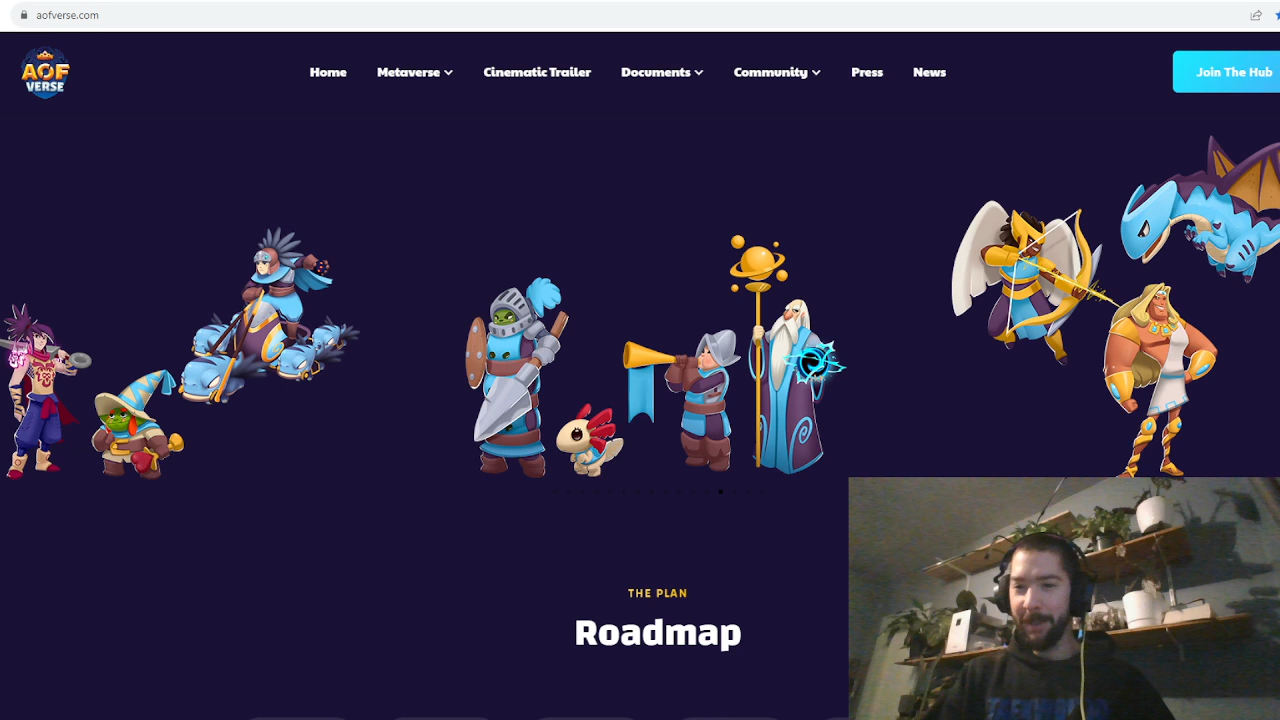 aofverse.com
AOF
VERSE
Home
Metaverse
Cinematic Trailer
Documents
Community
Press
News
Join The Hub
THE PLAN
Roadmap